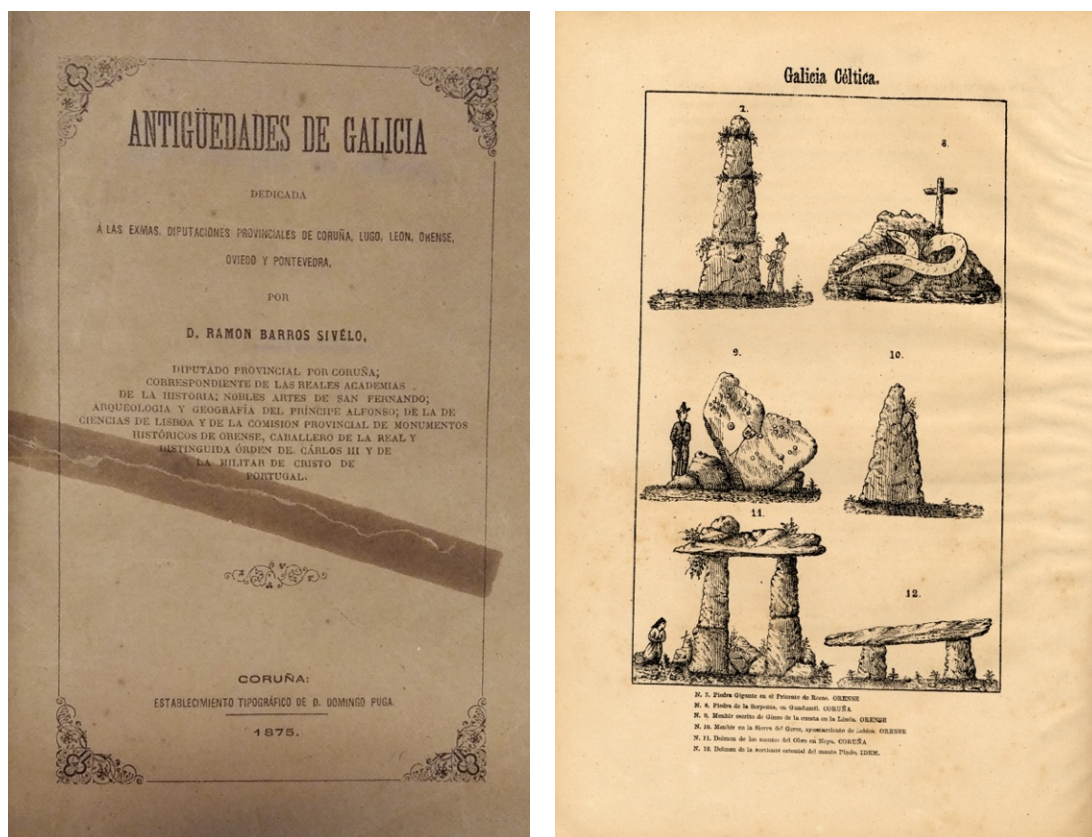 ANTIGÜEDADES DE GALICIA
DEDICADA
Á LAS EXMAS. DIPUTACIONES PROVINCIALES DE CORUÑA, LUGO, LEON, ORENSE,
OVIEDO Y PONTEVEDRA,
POR
D. RAMON BARROS SIVÉLO,
DIPUTADO PROVINCIAL POR CORUÑA;
CORRESPONDIENTE DE LAS REALES ACADEMIAS
DE LA HISTORIA; NOBLES ARTES DE SAN FERNANDO;
ARQUEOLOGIA Y GEOGRAFÍA DEL PRÍNCIPE ALFONSO; DE LA DE
CIENCIAS DE LISBOA Y DE LA COMISION PROVINCIAL DE MONUMENTOS
HISTÓRICOS DE ORENSE, CABALLERO DE LA REAL Y
DISTINGUIDA ÓRDEN DE CÁRLOS III Y DE
LA MILITAR DE CRISTO DE
PORTUGAL.
CORUÑA:
ESTABLECIMIENTO TIPOGRÁFICO DE D. DOMINGO PUGA.
1875.
Galicia Céltica.
7.
8.
9.
10.
11.
12.
N. 7. Piedra Gigante en el Priorato de Rocas. ORENSE
N. 8. Piedra de la Serpiente, en Gundamil. CORUÑA
N. 9. Menhir escrito de Ginzo de la cuesta en la Limia. ORENSE
N. 10. Menhir en la Sierra del Gerez, ayuntamiento de Lobios. ORENSE
N. 11. Dolmen de los montes del Obre en Noya. CORUÑA
N. 12. Dolmen de la vertiente oriental del monte Pindo. IDEM.